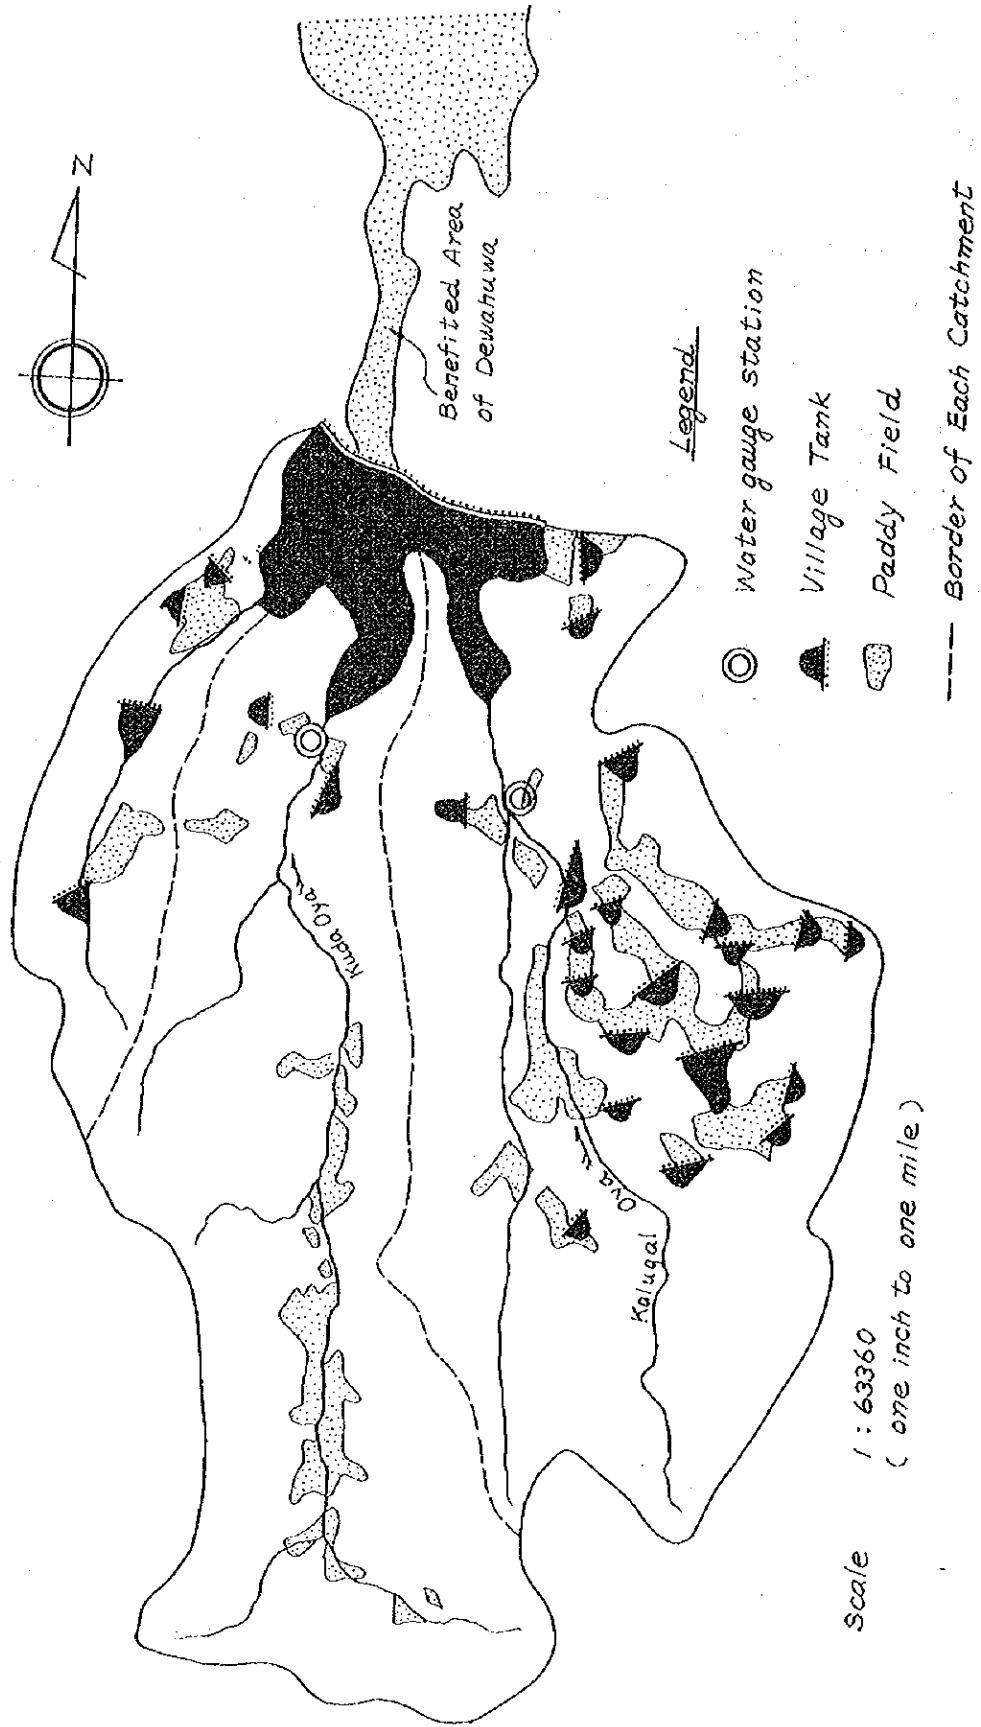 N
Benefited Area
of Dewahuwa
Legend
Water gauge station
Village Tank
Paddy Field
Border of Each Catchment
Kuda Oya
Kalugal Oya
Scale 1 : 63360
( one inch to one mile )